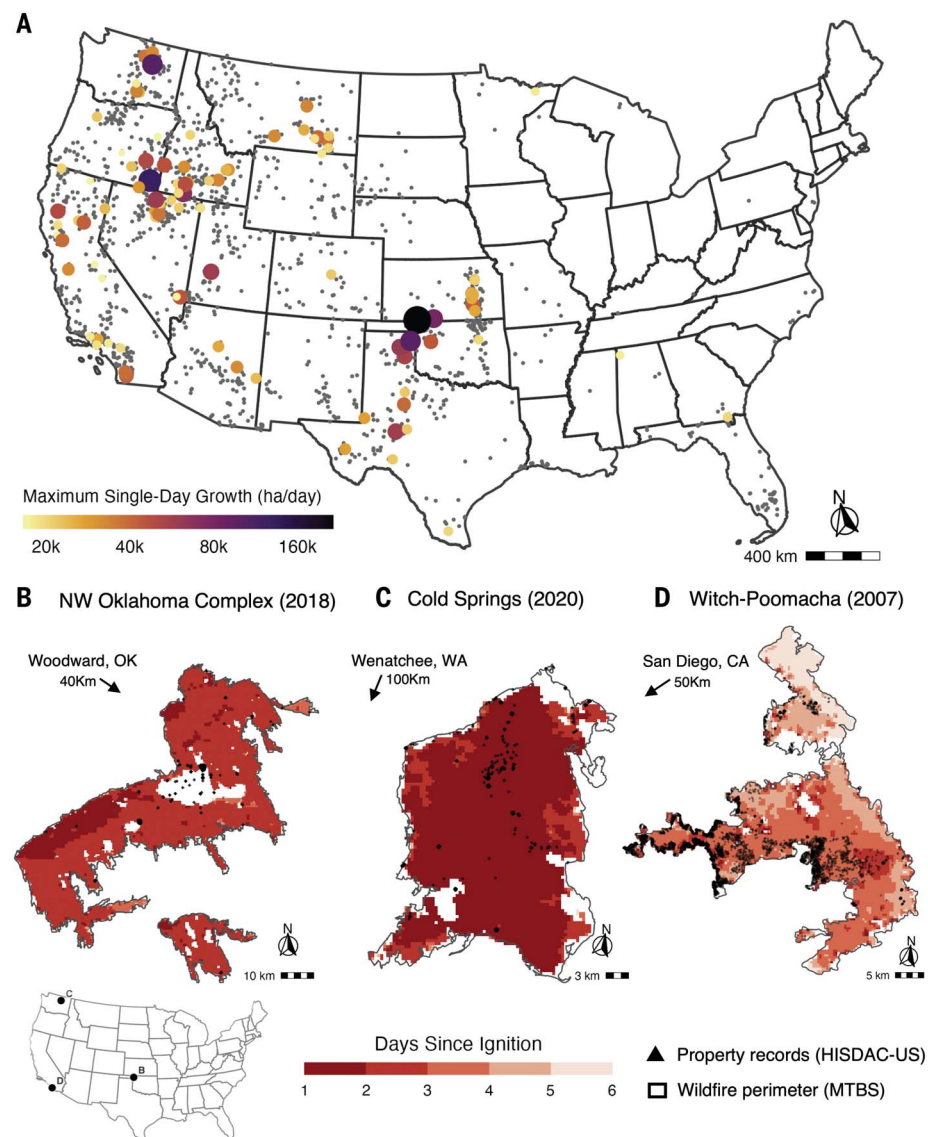 A
Maximum Single-Day Growth (ha/day)
20k 40k 80k 160k
N
400 km
B NW Oklahoma Complex (2018)
C Cold Springs (2020)
D Witch-Poomacha (2007)
Woodward, OK
40Km
Wenatchee, WA
100Km
San Diego, CA
50Km
N
10 km
N
3 km
N
5 km
C
D
B
Days Since Ignition
1 2 3 4 5 6
Property records (HISDAC-US)
Wildfire perimeter (MTBS)